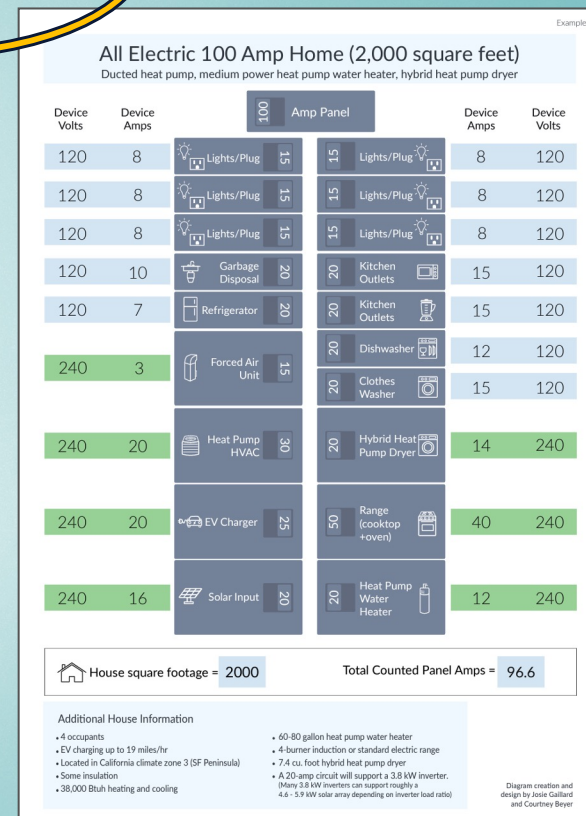 Example
All Electric 100 Amp Home (2,000 square feet)
Ducted heat pump, medium power heat pump water heater, hybrid heat pump dryer
Device Volts
Device Amps
100 Amp Panel
Device Amps
Device Volts
120 8 Lights/Plug 15 15 Lights/Plug 8 120
120 8 Lights/Plug 15 15 Lights/Plug 8 120
120 8 Lights/Plug 15 15 Lights/Plug 8 120
120 10 Garbage Disposal 20 20 Kitchen Outlets 15 120
120 7 Refrigerator 20 20 Kitchen Outlets 15 120
240 3 Forced Air Unit 15 20 Dishwasher 12 120
20 Clothes Washer 15 120
240 20 Heat Pump HVAC 30 20 Hybrid Heat Pump Dryer 14 240
240 20 EV Charger 25 50 Range (cooktop +oven) 40 240
240 16 Solar Input 20 20 Heat Pump Water Heater 12 240
House square footage = 2000
Total Counted Panel Amps = 96.6
Additional House Information
• 4 occupants
• EV charging up to 19 miles/hr
• Located in California climate zone 3 (SF Peninsula)
• Some insulation
• 38,000 Btuh heating and cooling
• 60-80 gallon heat pump water heater
• 4-burner induction or standard electric range
• 7.4 cu. foot hybrid heat pump dryer
• A 20-amp circuit will support a 3.8 kW inverter.
(Many 3.8 kW inverters can support roughly a
4.6 - 5.9 kW solar array depending on inverter load ratio)
Diagram creation and
design by Josie Gaillard
and Courtney Beyer